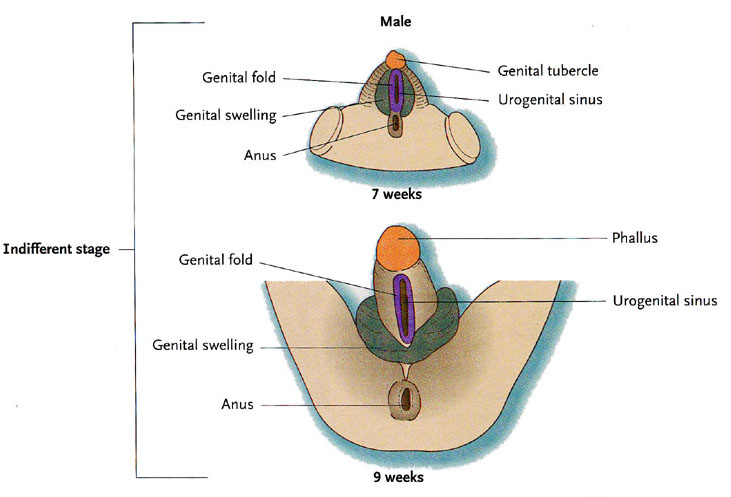 Male
Genital fold
Genital tubercle
Urogenital sinus
Genital swelling
Anus
7 weeks
Indifferent stage
Phallus
Genital fold
Urogenital sinus
Genital swelling
Anus
9 weeks